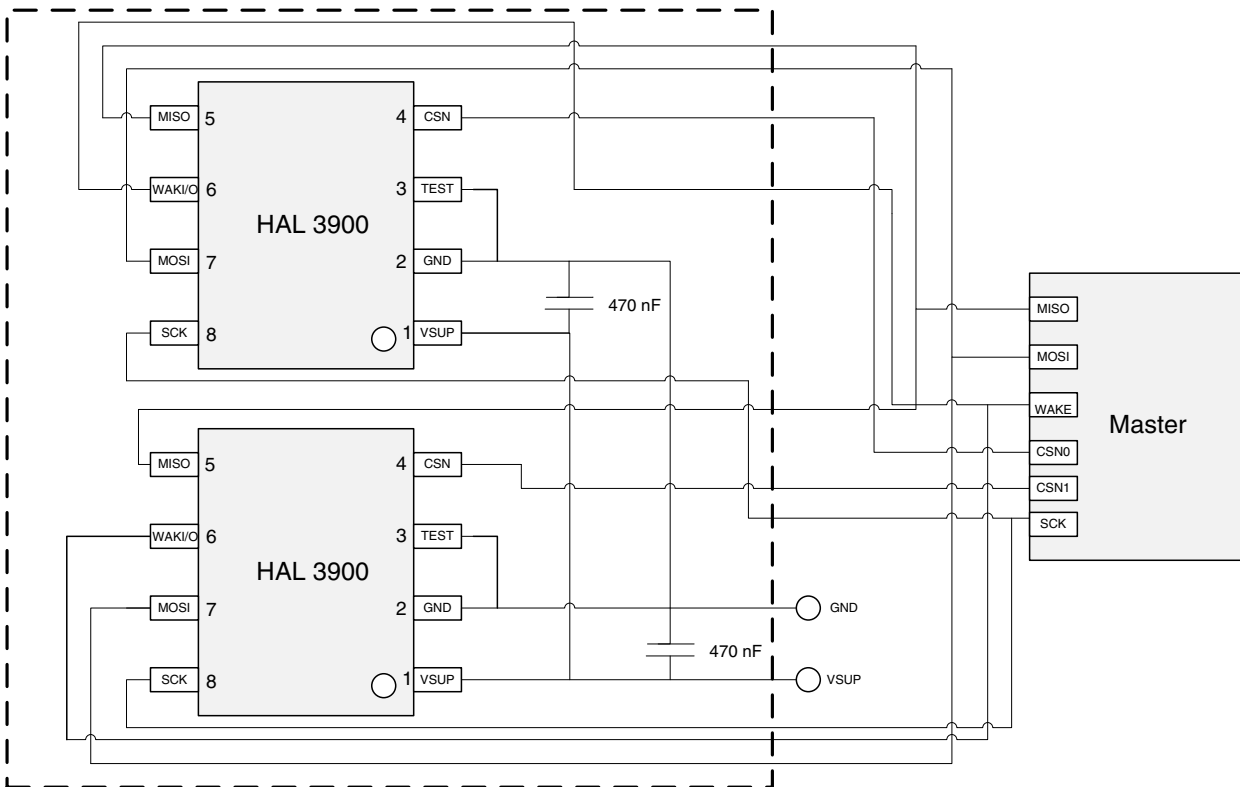 MISO 5
4 CSN
WAKI/O 6
3 TEST
HAL 3900
MOSI 7
2 GND
SCK 8
1 VSUP
470 nF
MISO 5
4 CSN
WAKI/O 6
3 TEST
HAL 3900
MOSI 7
2 GND
SCK 8
1 VSUP
470 nF
GND
VSUP
MISO
MOSI
WAKE
CSN0
CSN1
SCK
Master